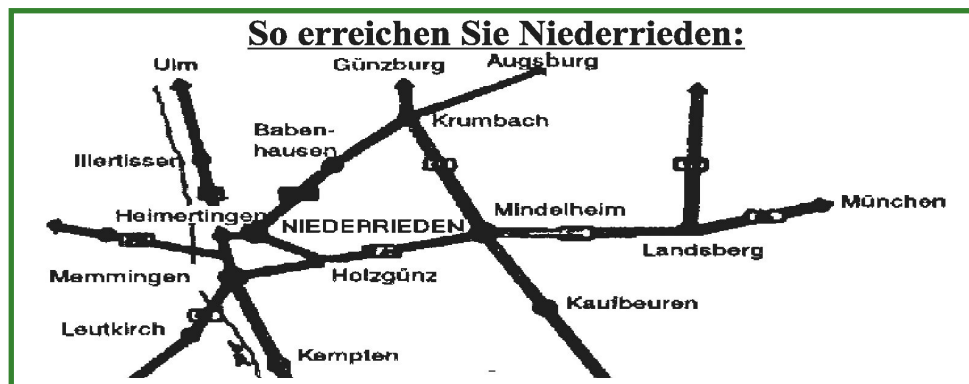 So erreichen Sie Niederrieden:
Ulm
Günzburg
Augsburg
Krumbach
Baben-
hausen
Illertissen
Heimertingen
NIEDERRIEDEN
Mindelheim
München
Landsberg
Memmingen
Holzgünz
Kaufbeuren
Leutkirch
Kempten